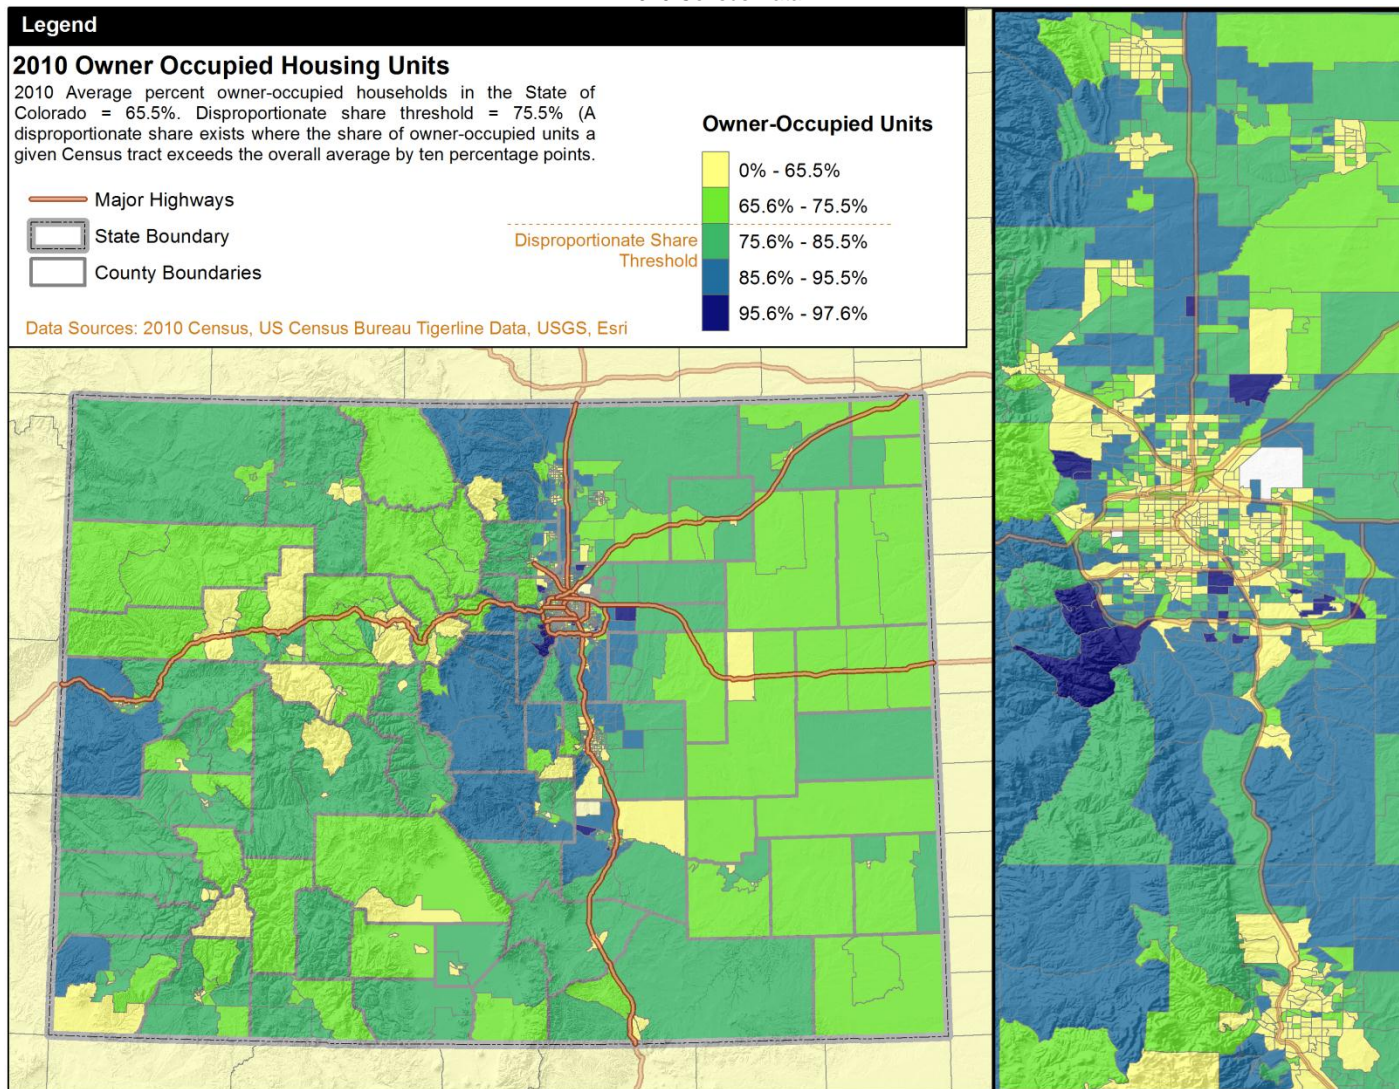 Legend
2010 Owner Occupied Housing Units
2010 Average percent owner-occupied households in the State of
Colorado = 65.5%. Disproportionate share threshold = 75.5% (A
disproportionate share exists where the share of owner-occupied units a
given Census tract exceeds the overall average by ten percentage points.
Major Highways
State Boundary
County Boundaries
Data Sources: 2010 Census, US Census Bureau Tigerline Data, USGS, Esri
Owner-Occupied Units
0% - 65.5%
65.6% - 75.5%
Disproportionate Share
Threshold
75.6% - 85.5%
85.6% - 95.5%
95.6% - 97.6%